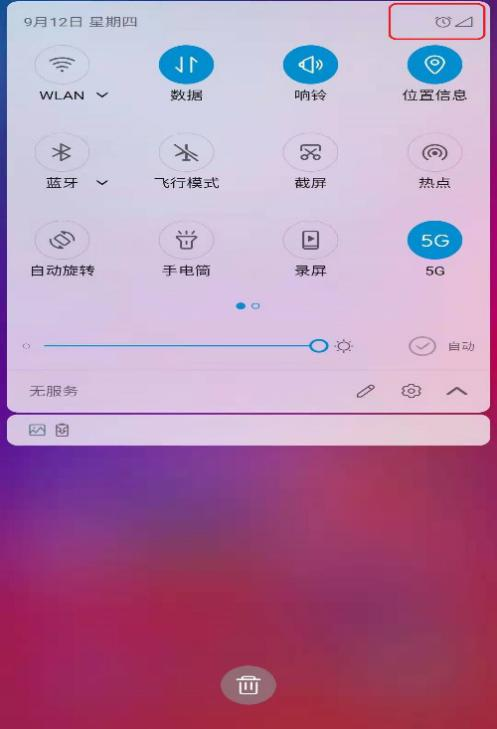 9月12日 星期四
WLAN 数据 响铃 位置信息
蓝牙 飞行模式 截屏 热点
5G
自动旋转 手电筒 录屏 5G
自动
无服务